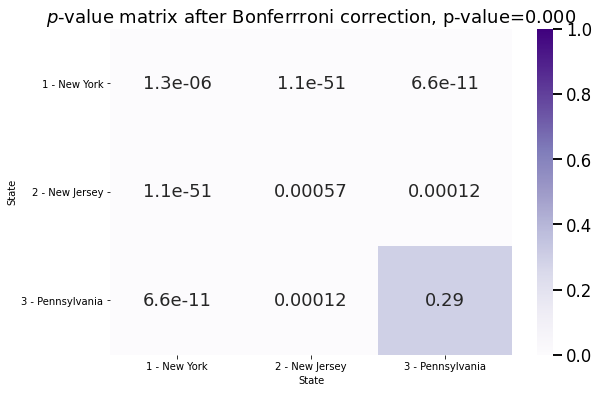 p-value matrix after Bonferrroni correction, p-value=0.000
1 - New York
1.3e-06 1.1e-51 6.6e-11
2 - New Jersey
1.1e-51 0.00057 0.00012
3 - Pennsylvania
6.6e-11 0.00012 0.29
State
1 - New York 2 - New Jersey 3 - Pennsylvania
State
1.0
0.8
0.6
0.4
0.2
0.0